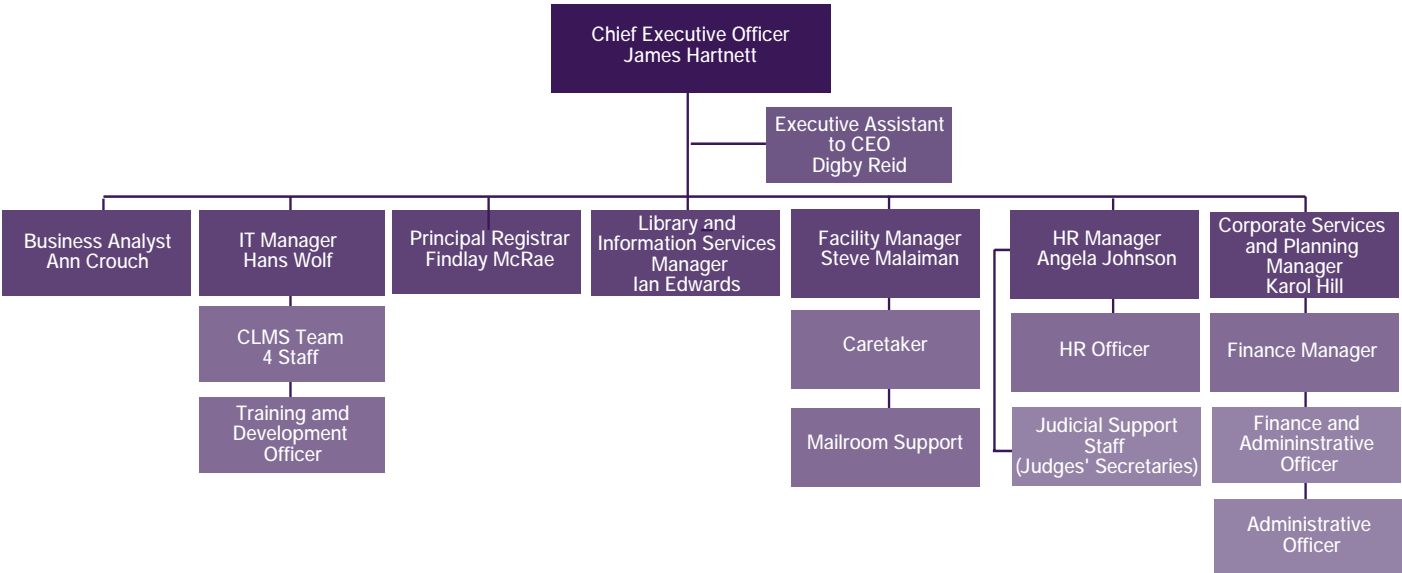 Chief Executive Officer
James Hartnett
Executive Assistant
to CEO
Digby Reid
Business Analyst
Ann Crouch
IT Manager
Hans Wolf
Principal Registrar
Findlay McRae
Library and
Information Services
Manager
Ian Edwards
Facility Manager
Steve Malaiman
HR Manager
Angela Johnson
Corporate Services
and Planning
Manager
Karol Hill
CLMS Team
4 Staff
Caretaker
HR Officer
Finance Manager
Training amd
Development
Officer
Mailroom Support
Judicial Support
Staff
(Judges' Secretaries)
Finance and
Admininstrative
Officer
Administrative
Officer